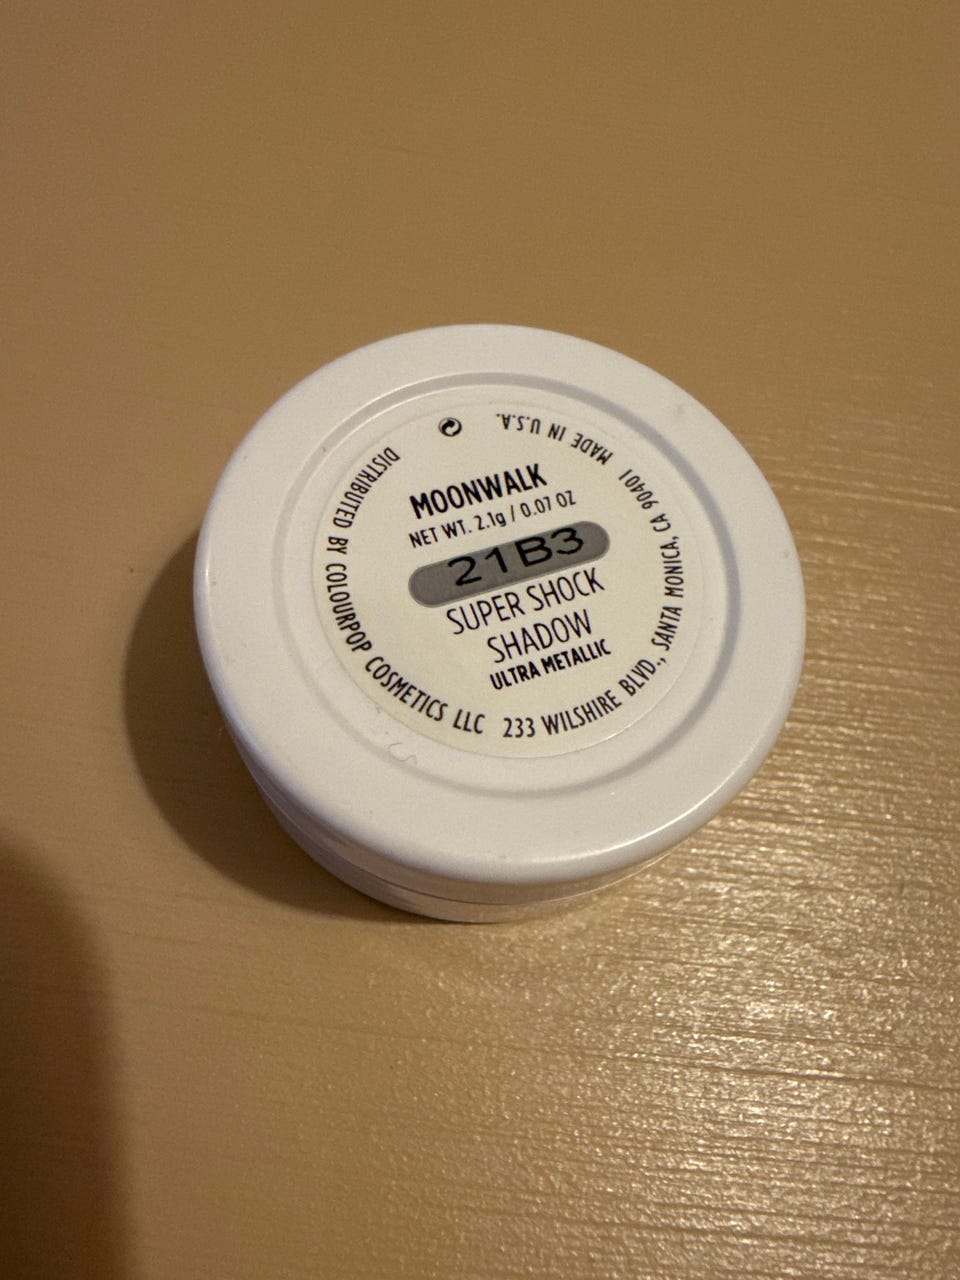 MOONWALK
NET WT. 2.1g / 0.07 OZ
21B3
SUPER SHOCK
SHADOW
ULTRA METALLIC
DISTRIBUTED BY COLOURPOP COSMETICS LLC 233 WILSHIRE BLVD., SANTA MONICA, CA 90401 MADE IN U.S.A.